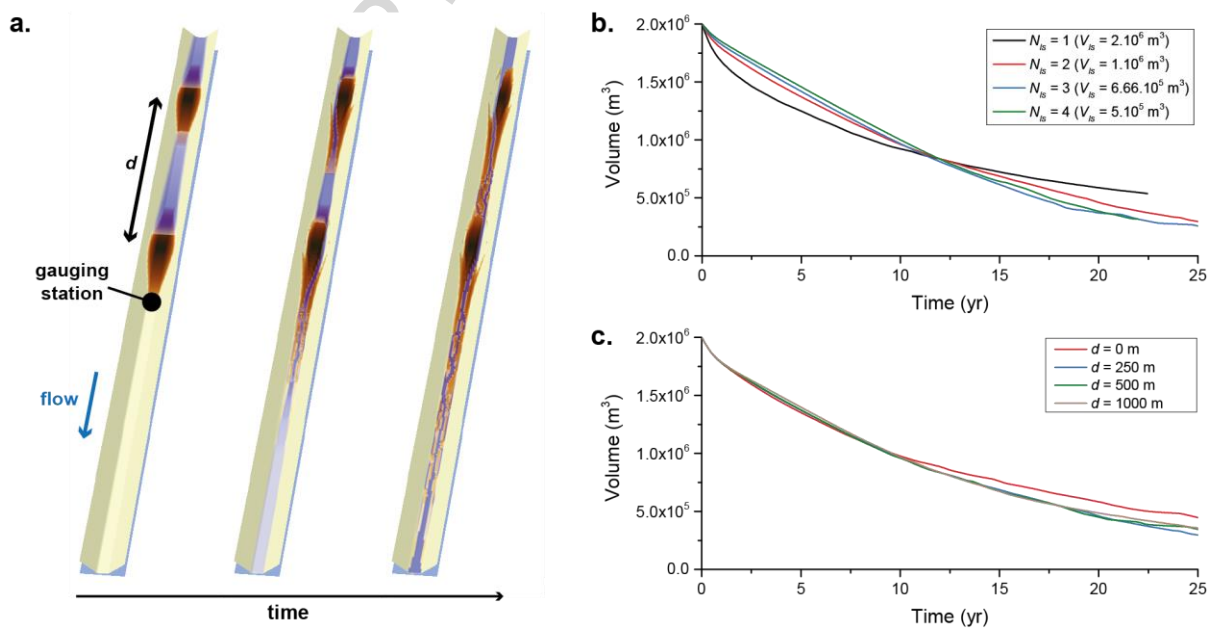 a.
d
gauging
station
flow
time
b.
Volume (m³)
2.0x10⁶
1.5x10⁶
1.0x10⁶
5.0x10⁵
0.0
N_ls = 1 (V_ls = 2.10⁶ m³)
N_ls = 2 (V_ls = 1.10⁶ m³)
N_ls = 3 (V_ls = 6.66.10⁵ m³)
N_ls = 4 (V_ls = 5.10⁵ m³)
0 5 10 15 20 25
Time (yr)
c.
Volume (m³)
2.0x10⁶
1.5x10⁶
1.0x10⁶
5.0x10⁵
0.0
d = 0 m
d = 250 m
d = 500 m
d = 1000 m
0 5 10 15 20 25
Time (yr)